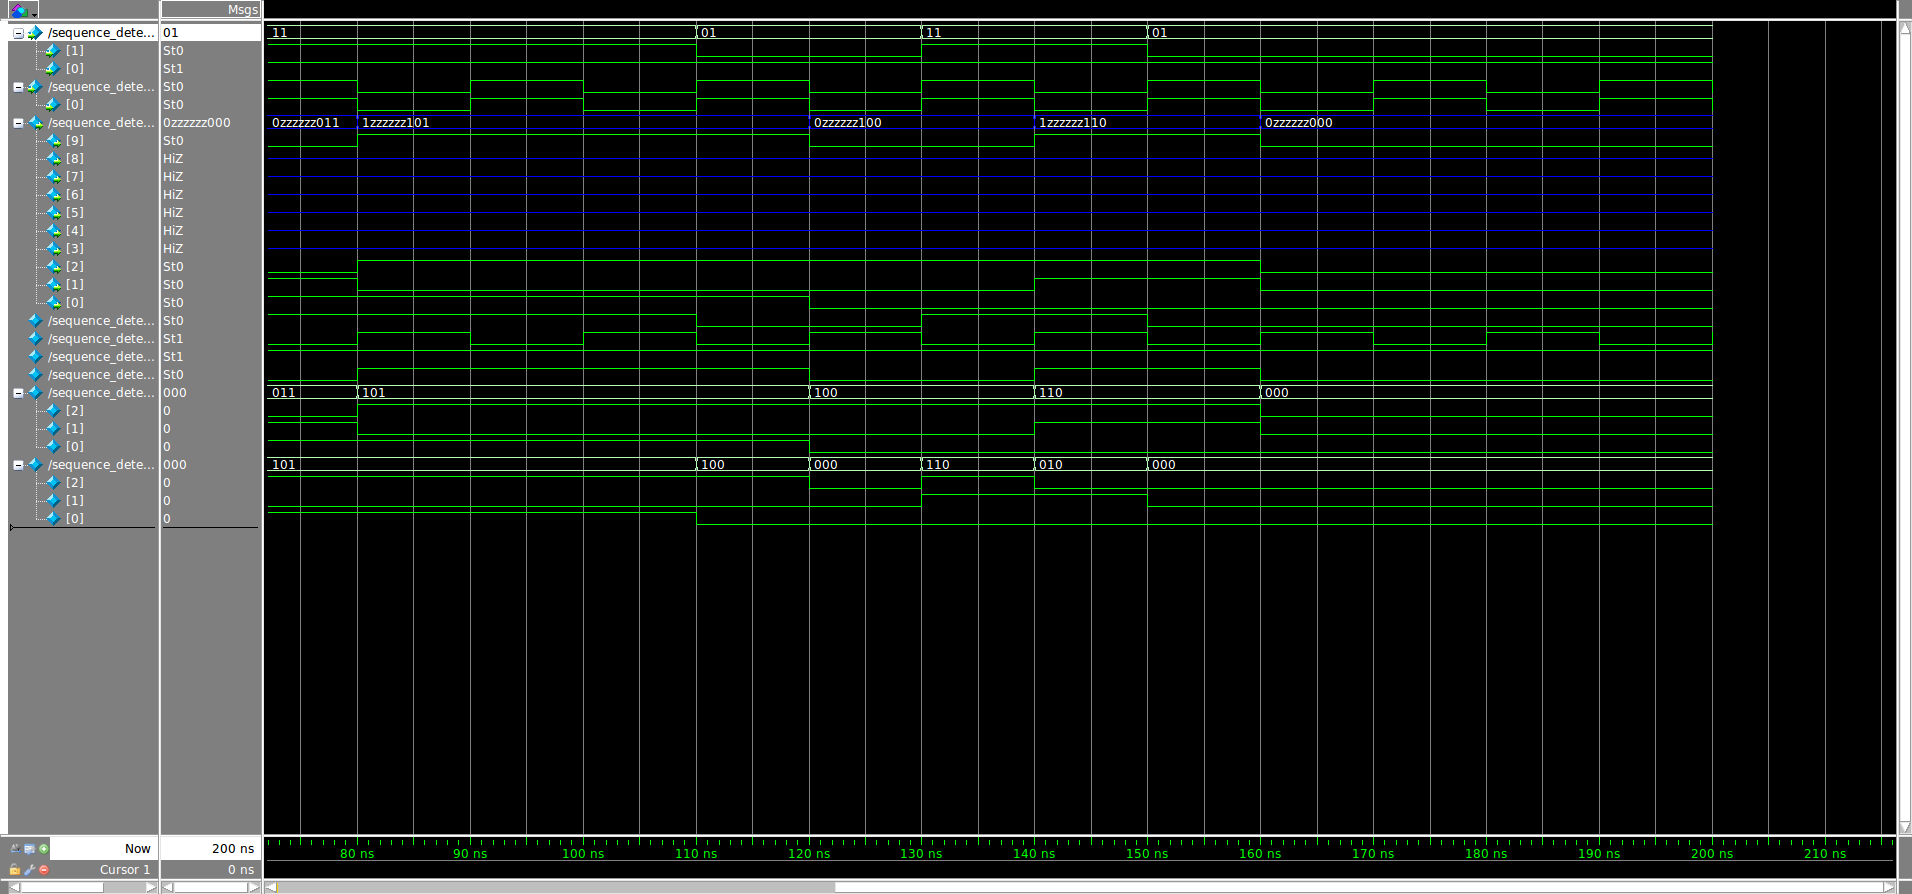 Msgs
/sequence_dete... 01 11 01 11 01
[1] St0
[0] St1
/sequence_dete... St0
[0] St0
/sequence_dete... 0zzzzzz000 0zzzzzz011 1zzzzzz101 0zzzzzz100 1zzzzzz110 0zzzzzz000
[9] St0
[8] HiZ
[7] HiZ
[6] HiZ
[5] HiZ
[4] HiZ
[3] HiZ
[2] St0
[1] St0
[0] St0
/sequence_dete... St0
/sequence_dete... St1
/sequence_dete... St1
/sequence_dete... St0
/sequence_dete... 000 011 101 100 110 000
[2] 0
[1] 0
[0] 0
/sequence_dete... 000 101 100 000 110 010 000
[2] 0
[1] 0
[0] 0
Now 200 ns 80 ns 90 ns 100 ns 110 ns 120 ns 130 ns 140 ns 150 ns 160 ns 170 ns 180 ns 190 ns 200 ns 210 ns
Cursor 1 0 ns